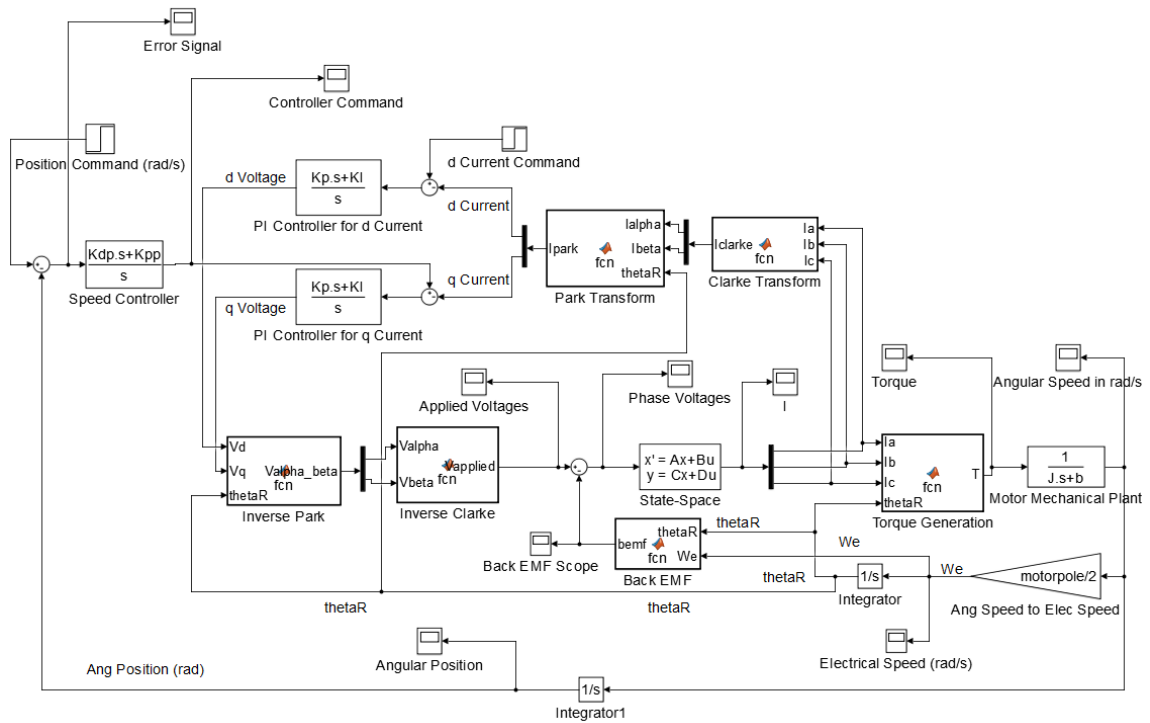 Error Signal
Controller Command
Position Command (rad/s)
d Current Command
d Voltage
Kp.s+KI
s
PI Controller for d Current
d Current
Ipark
fcn
Ialpha
Ibeta
thetaR
Park Transform
Iclarke
fcn
Ia
Ib
Ic
Clarke Transform
Kdp.s+Kpp
s
Speed Controller
q Voltage
Kp.s+KI
s
PI Controller for q Current
q Current
Applied Voltages
Phase Voltages
I
Torque
Angular Speed in rad/s
Vd
Vq
thetaR
Valpha_beta
fcn
Inverse Park
Valpha
Vbeta
Vapplied
fcn
Inverse Clarke
x' = Ax+Bu
y = Cx+Du
State-Space
Ia
Ib
Ic
thetaR
T
fcn
Torque Generation
1
J.s+b
Motor Mechanical Plant
Back EMF Scope
bemf
fcn
thetaR
We
Back EMF
thetaR
We
thetaR
1/s
Integrator
We
motorpole/2
Ang Speed to Elec Speed
thetaR
thetaR
Electrical Speed (rad/s)
Angular Position
Ang Position (rad)
1/s
Integrator1